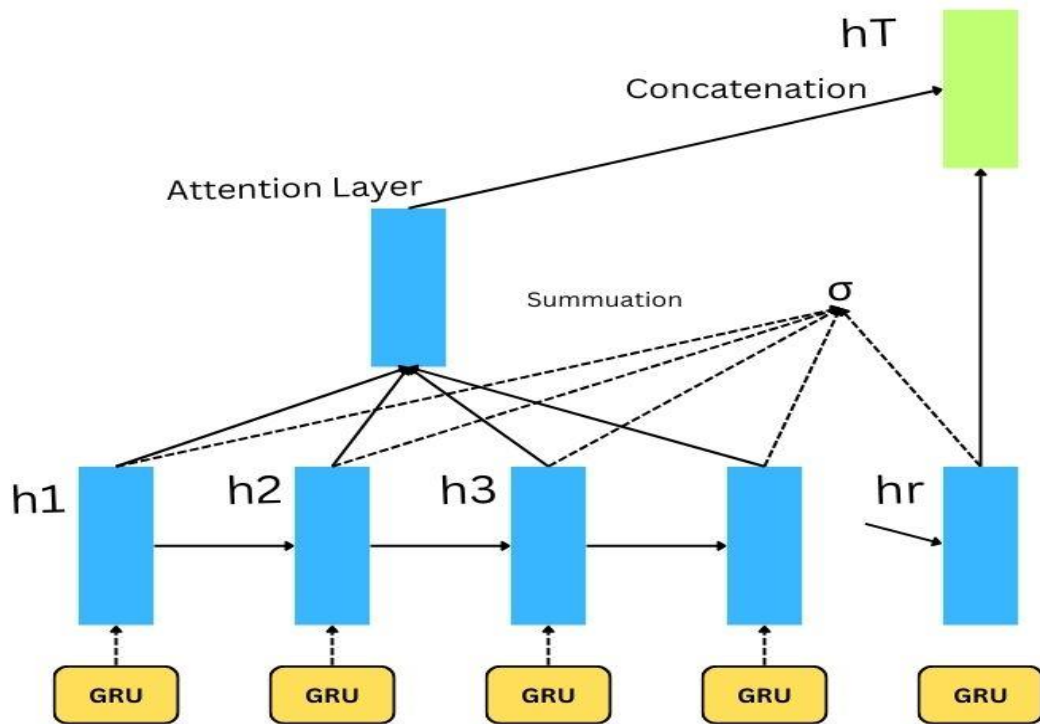 hT
Concatenation
Attention Layer
Summuation
σ
h1
h2
h3
hr
GRU
GRU
GRU
GRU
GRU